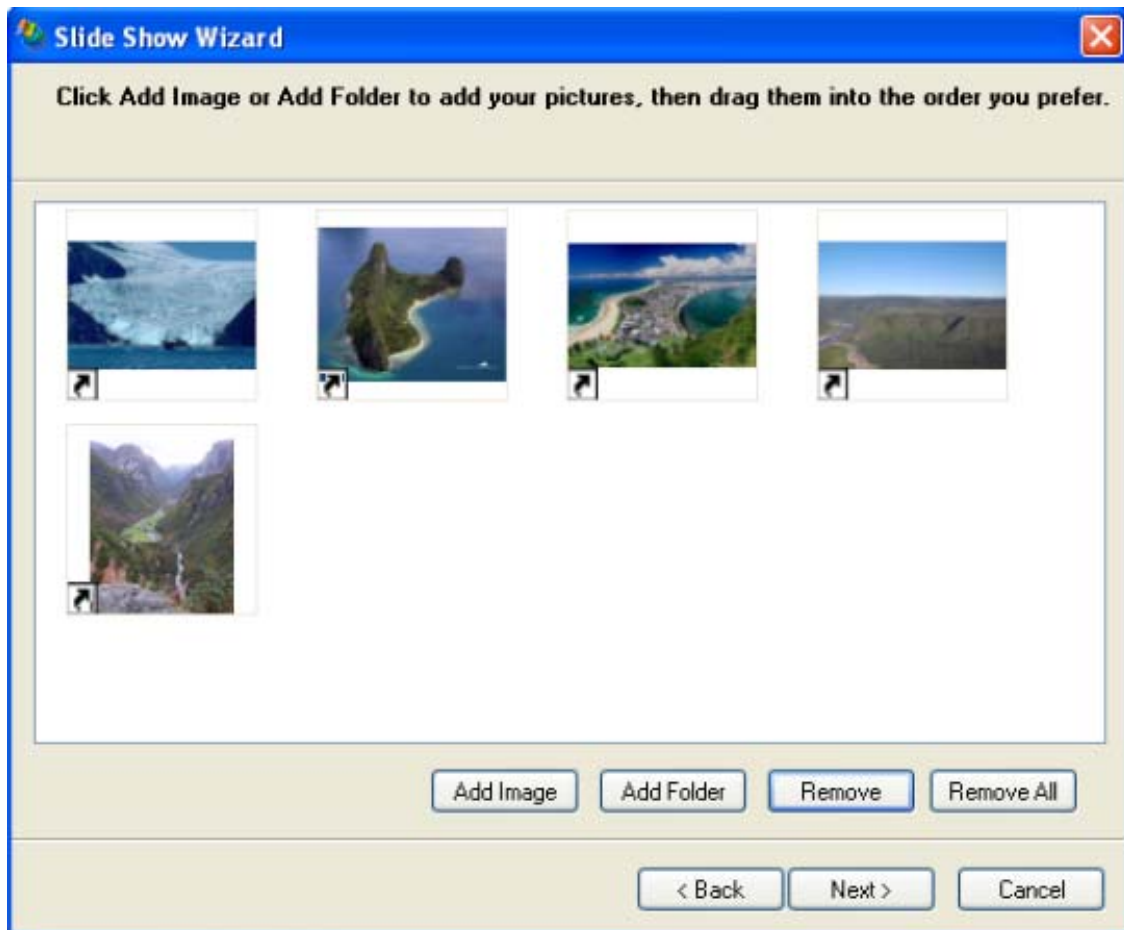 Slide Show Wizard
Click Add Image or Add Folder to add your pictures, then drag them into the order you prefer.
Add Image Add Folder Remove Remove All
< Back Next > Cancel